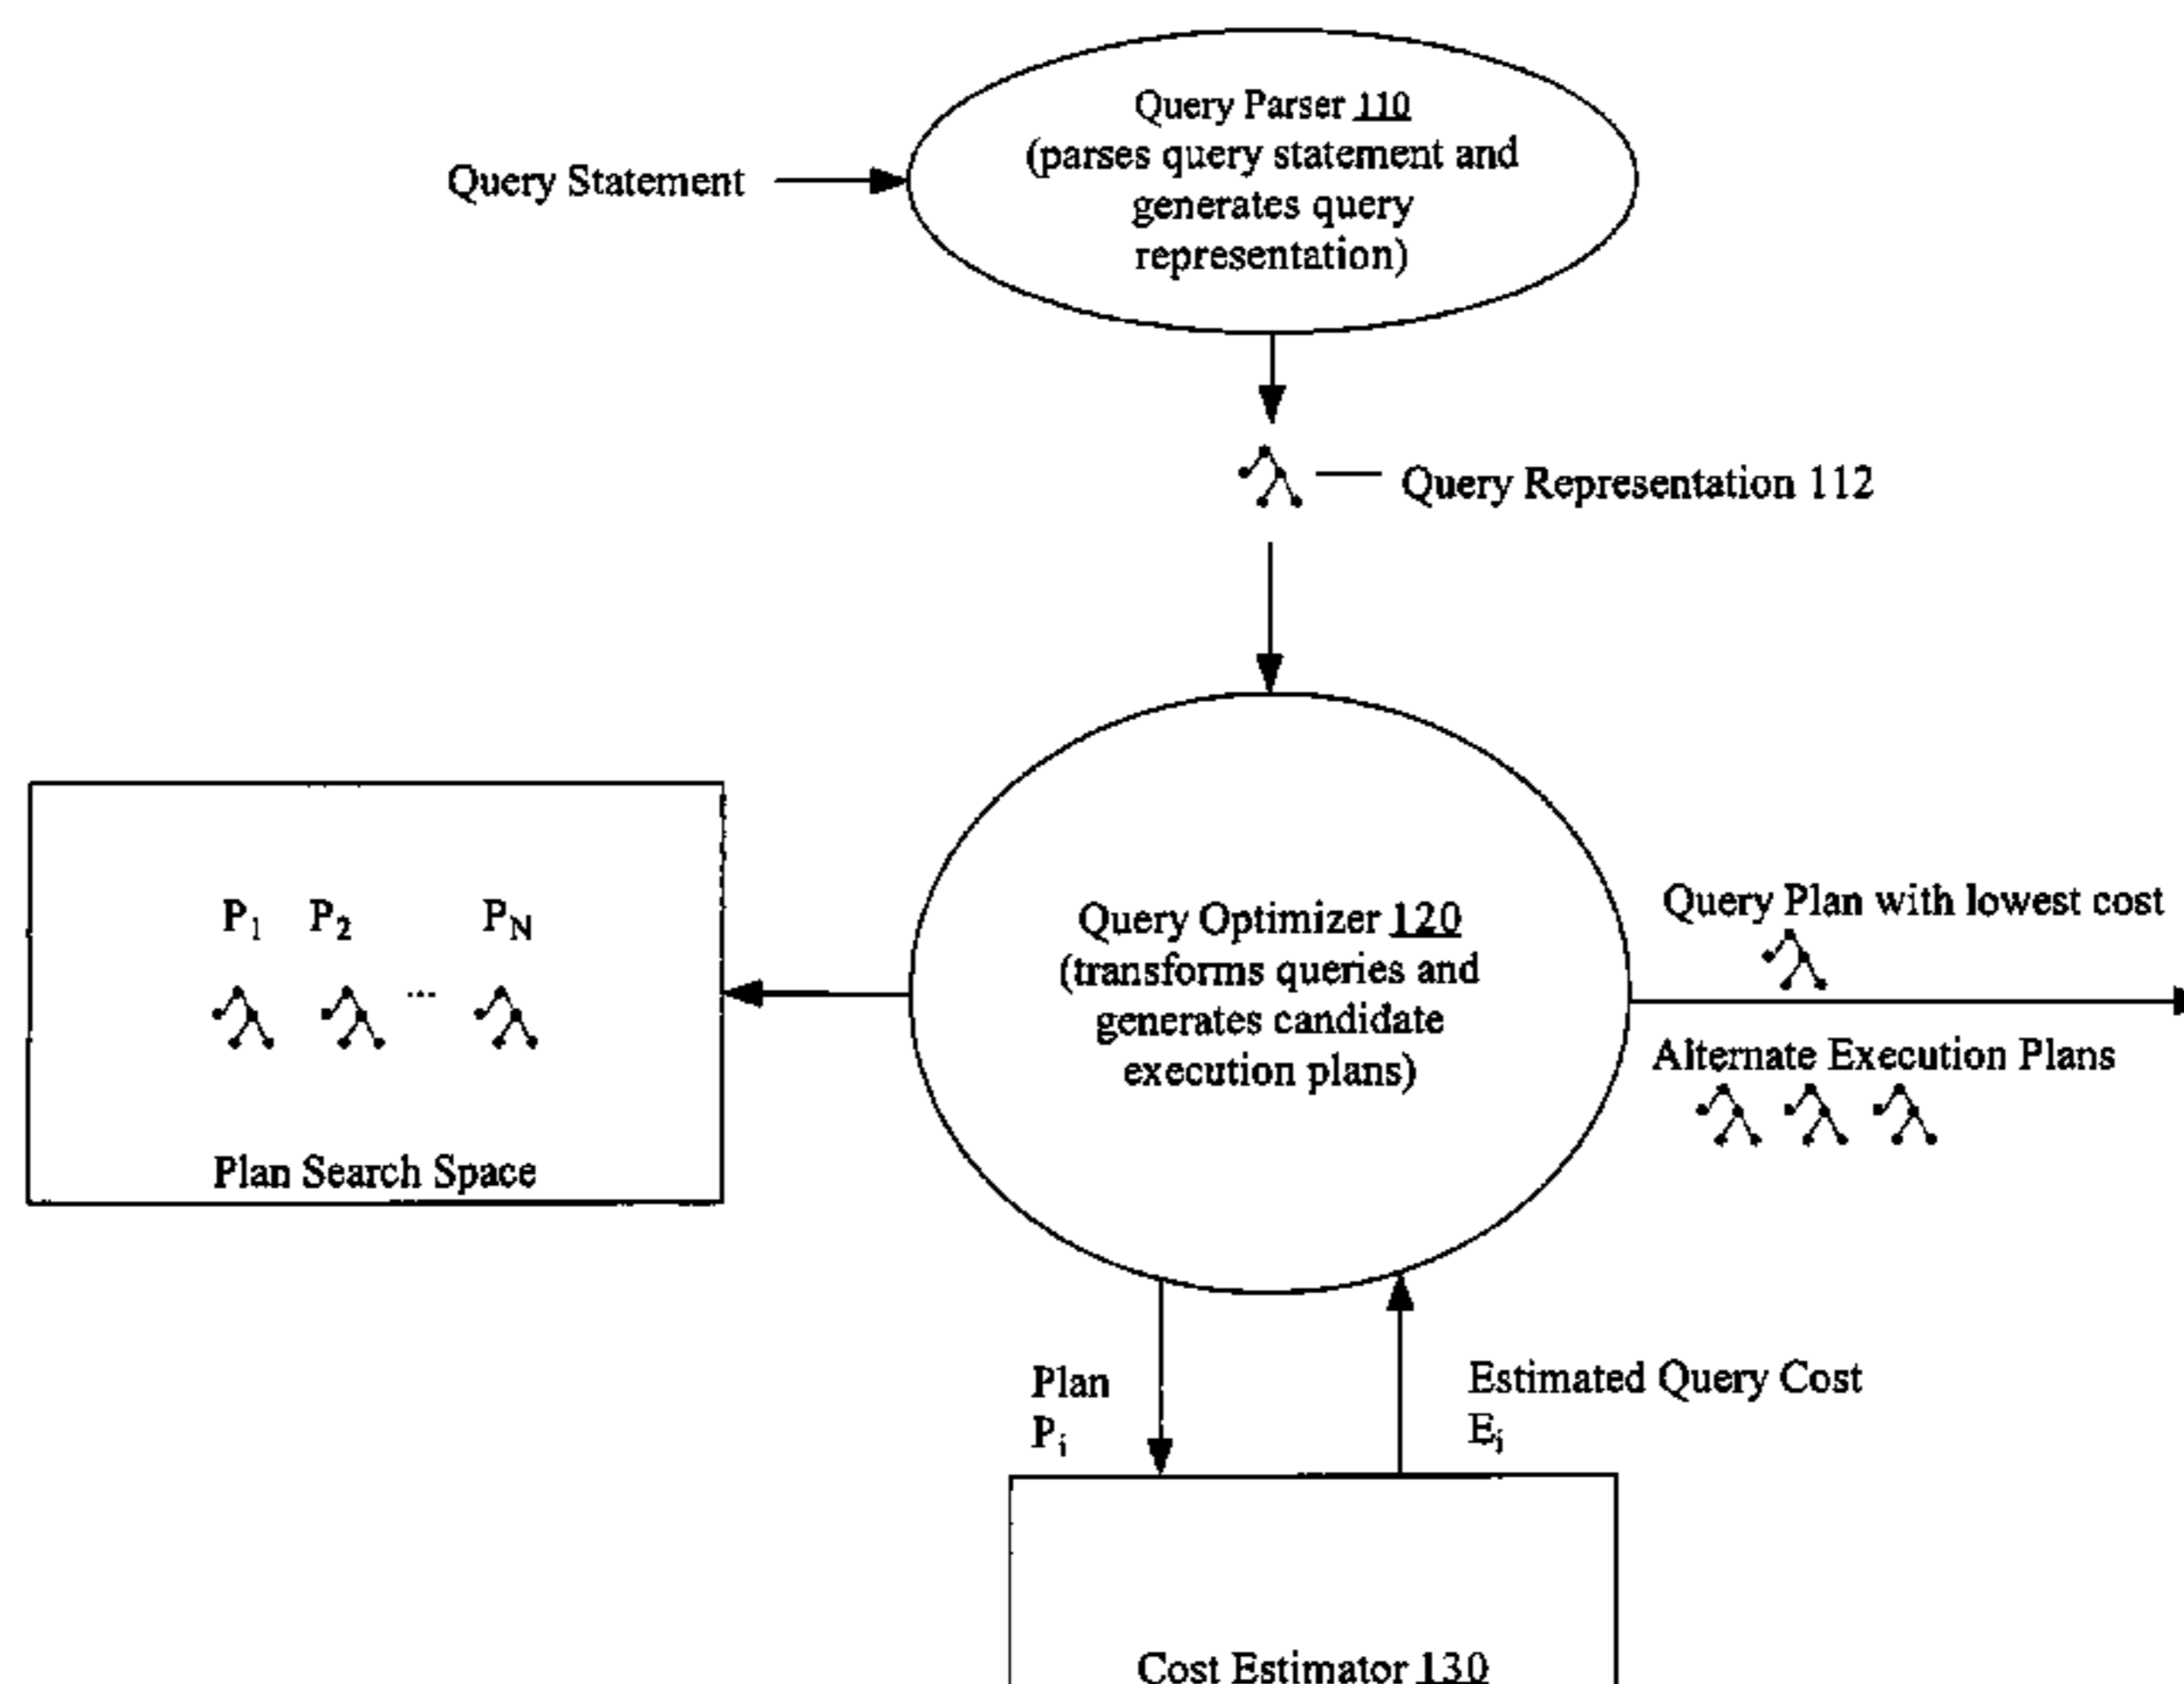 Query Parser 110
(parses query statement and
generates query
representation)
Query Statement
Query Representation 112
P1 P2 ... PN
Plan Search Space
Query Optimizer 120
(transforms queries and
generates candidate
execution plans)
Query Plan with lowest cost
Alternate Execution Plans
Plan
Pi
Estimated Query Cost
Ei
Cost Estimator 130